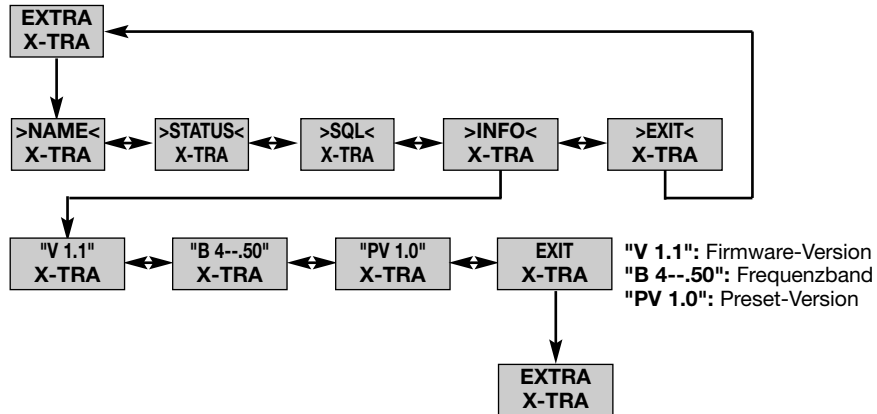 EXTRA
X-TRA
>NAME<
X-TRA
>STATUS<
X-TRA
>SQL<
X-TRA
>INFO<
X-TRA
>EXIT<
X-TRA
"V 1.1"
X-TRA
"B 4--.50"
X-TRA
"PV 1.0"
X-TRA
EXIT
X-TRA
"V 1.1": Firmware-Version
"B 4--.50": Frequenzband
"PV 1.0": Preset-Version
EXTRA
X-TRA